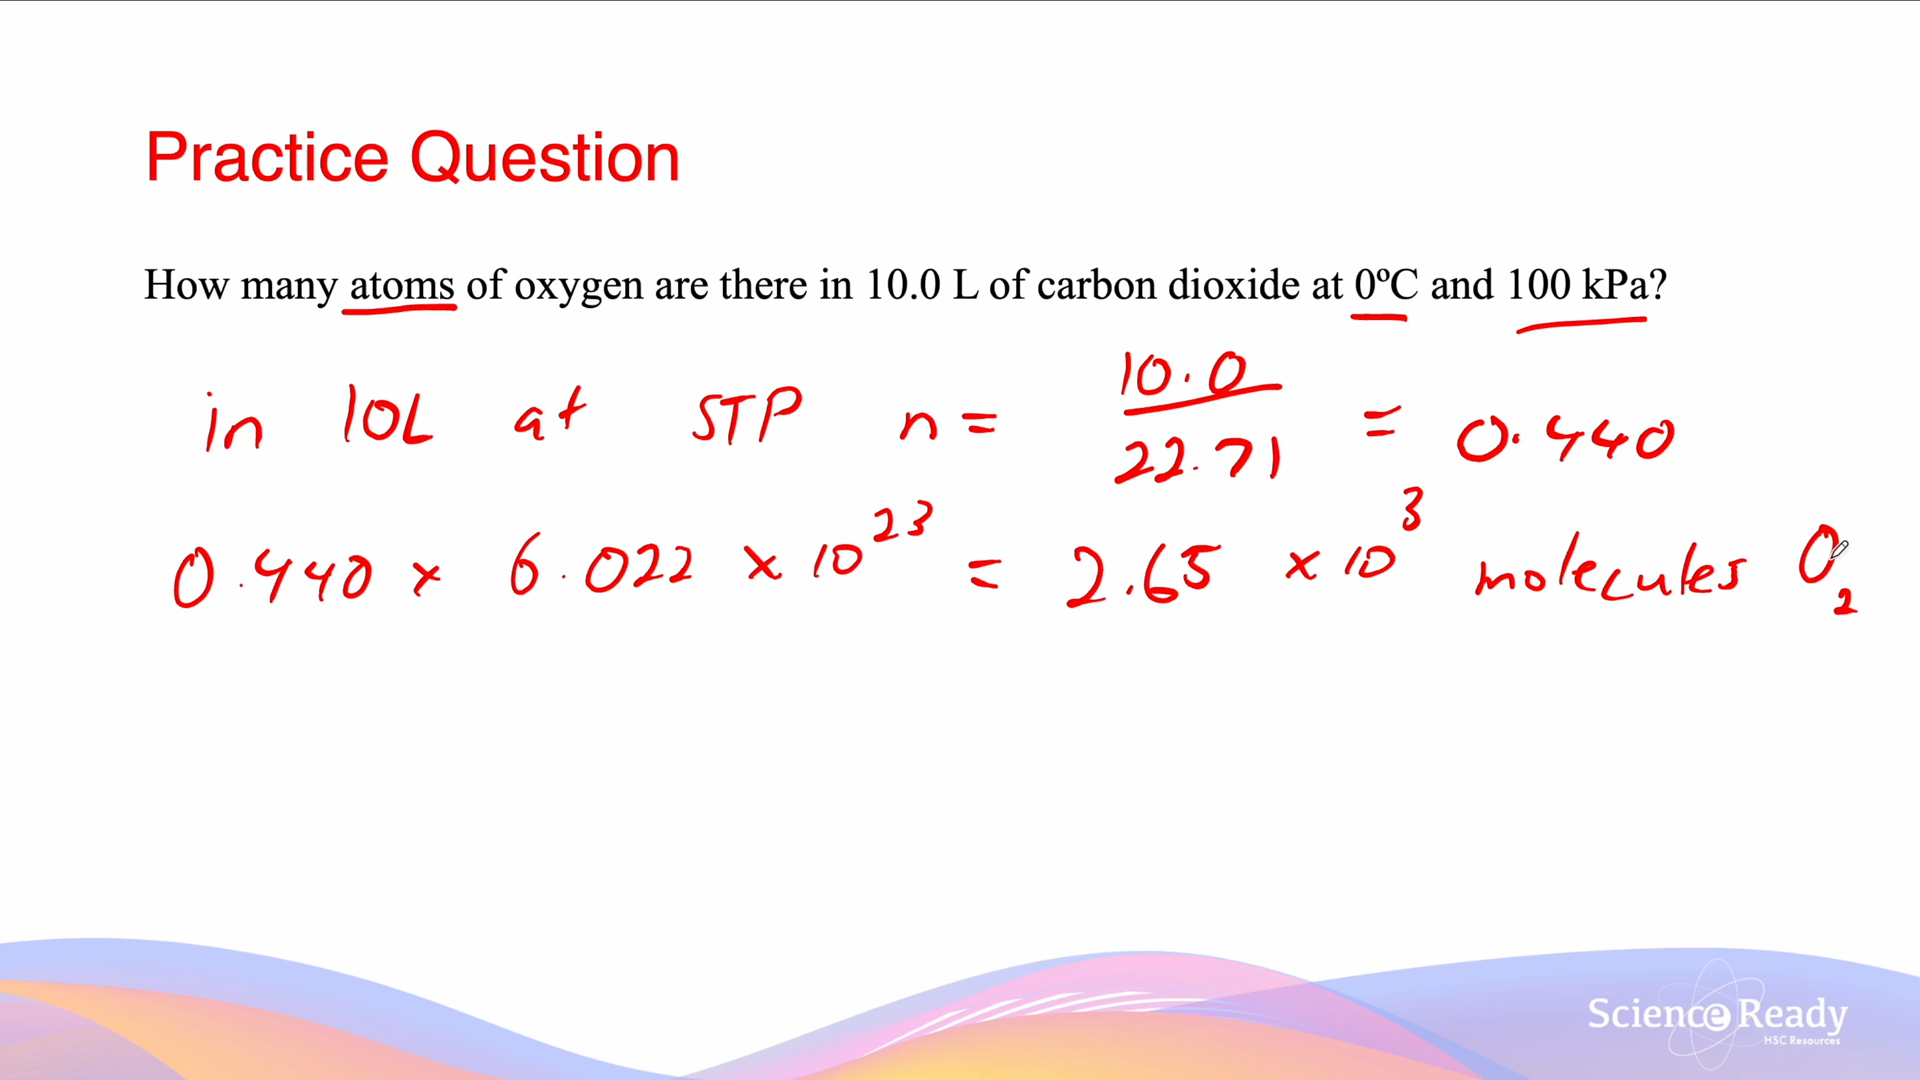 Practice Question
How many atoms of oxygen are there in 10.0 L of carbon dioxide at 0ºC and 100 kPa?
in 10L at STP n = 10.0 / 22.71 = 0.440
0.440 × 6.022 × 10²³ = 2.65 × 10³ molecules O₂
Science Ready
HSC Resources